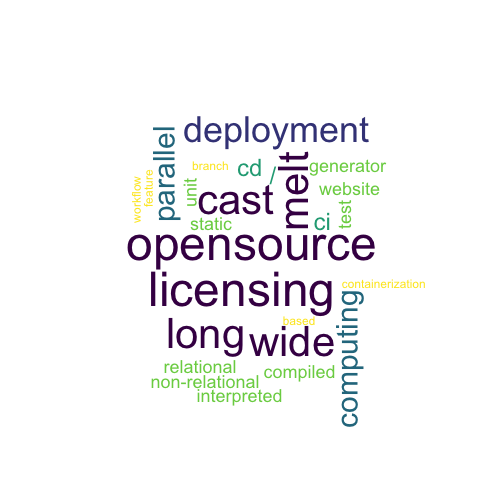 deployment
parallel
branch
cd
/
melt
generator
workflow
feature
unit
cast
website
static
ci
test
opensource
licensing
containerization
long
based
wide
computing
relational
compiled
non-relational
interpreted